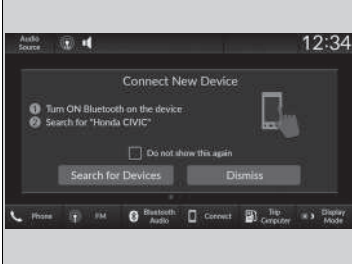 Audio
Source
12:34
Connect New Device
1 Turn ON Bluetooth on the device
2 Search for "Honda CIVIC"
Do not show this again
Search for Devices
Dismiss
Phone
FM
Bluetooth
Audio
Connect
Trip
Computer
Display
Mode